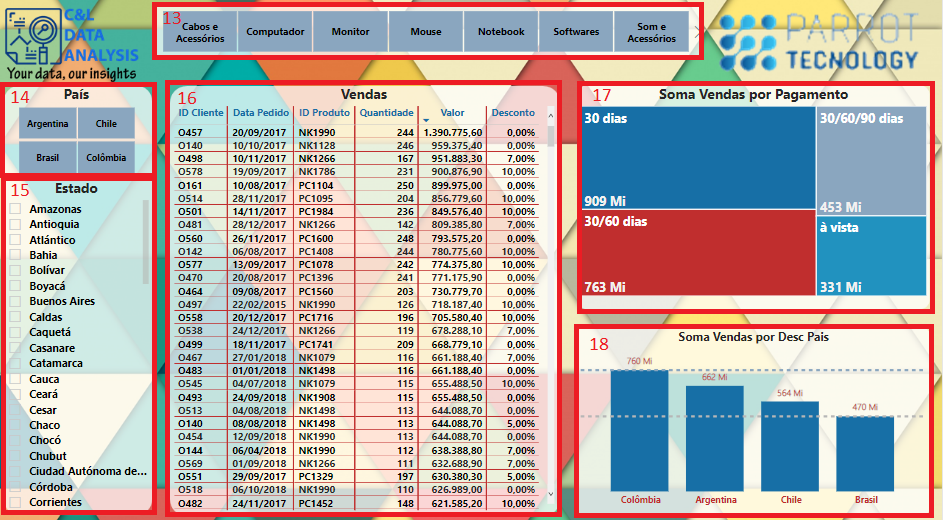 C&L
DATA
ANALYSIS
Your data, our insights
13
Cabos e
Acessórios
Computador
Monitor
Mouse
Notebook
Softwares
Som e
Acessórios
PARROT
TECNOLOGY
14
País
Argentina
Chile
Brasil
Colômbia
15
Estado
Amazonas
Antioquia
Atlántico
Bahia
Bolívar
Boyacá
Buenos Aires
Caldas
Caquetá
Casanare
Catamarca
Cauca
Ceará
Cesar
Chaco
Chocó
Chubut
Ciudad Autónoma de...
Córdoba
Corrientes
16
Vendas
ID Cliente Data Pedido ID Produto Quantidade Valor Desconto
O457 20/09/2017 NK1990 244 1.390.775,60 0,00%
O140 10/10/2017 NK1128 246 959.375,40 0,00%
O498 10/11/2017 NK1266 167 951.883,30 7,00%
O578 19/09/2017 NK1786 231 900.876,90 10,00%
O161 10/08/2017 PC1104 250 899.975,00 0,00%
O514 28/11/2017 PC1095 204 856.779,60 10,00%
O501 14/11/2017 PC1984 236 849.576,40 10,00%
O481 28/12/2017 NK1266 142 809.385,80 7,00%
O560 26/11/2017 PC1600 248 793.575,20 0,00%
O142 06/08/2017 PC1408 244 780.775,60 10,00%
O577 13/09/2017 PC1078 242 774.375,80 10,00%
O470 20/08/2017 PC1396 241 771.175,90 0,00%
O464 09/08/2017 PC1560 203 730.779,70 0,00%
O497 22/02/2015 NK1990 126 718.187,40 10,00%
O558 20/12/2017 PC1716 196 705.580,40 10,00%
O538 24/12/2017 NK1266 119 678.288,10 7,00%
O499 18/11/2017 PC1741 209 668.779,10 0,00%
O467 27/01/2018 NK1079 116 661.188,40 7,00%
O483 01/01/2018 NK1498 116 661.188,40 0,00%
O545 04/07/2018 NK1079 115 655.488,50 10,00%
O493 24/09/2018 NK1908 115 655.488,50 0,00%
O513 04/08/2018 NK1498 113 644.088,70 0,00%
O140 08/08/2018 NK1498 113 644.088,70 5,00%
O454 12/09/2018 NK1990 113 644.088,70 0,00%
O144 06/04/2018 NK1990 112 638.388,80 7,00%
O569 01/09/2018 NK1266 111 632.688,90 7,00%
O551 29/09/2017 PC1329 197 630.380,30 5,00%
O518 06/10/2018 NK1990 110 626.989,00 0,00%
O482 24/11/2017 PC1452 148 621.585,20 10,00%
17
Soma Vendas por Pagamento
30 dias
909 Mi
30/60/90 dias
453 Mi
30/60 dias
763 Mi
à vista
331 Mi
18
Soma Vendas por Desc Pais
760 Mi
662 Mi
564 Mi
470 Mi
Colômbia
Argentina
Chile
Brasil